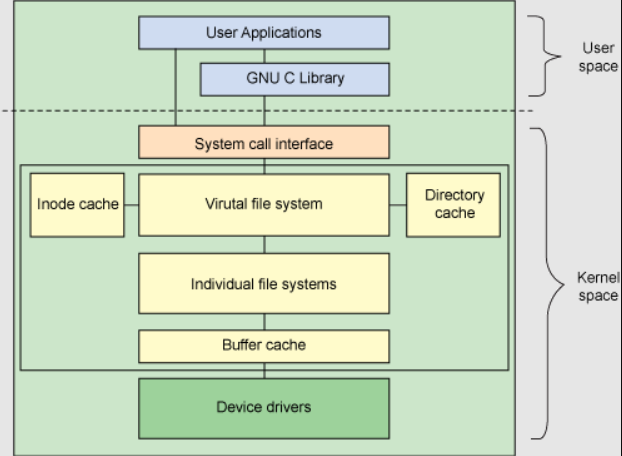 User Applications
GNU C Library
User
space
System call interface
Inode cache
Virutal file system
Directory
cache
Individual file systems
Kernel
space
Buffer cache
Device drivers